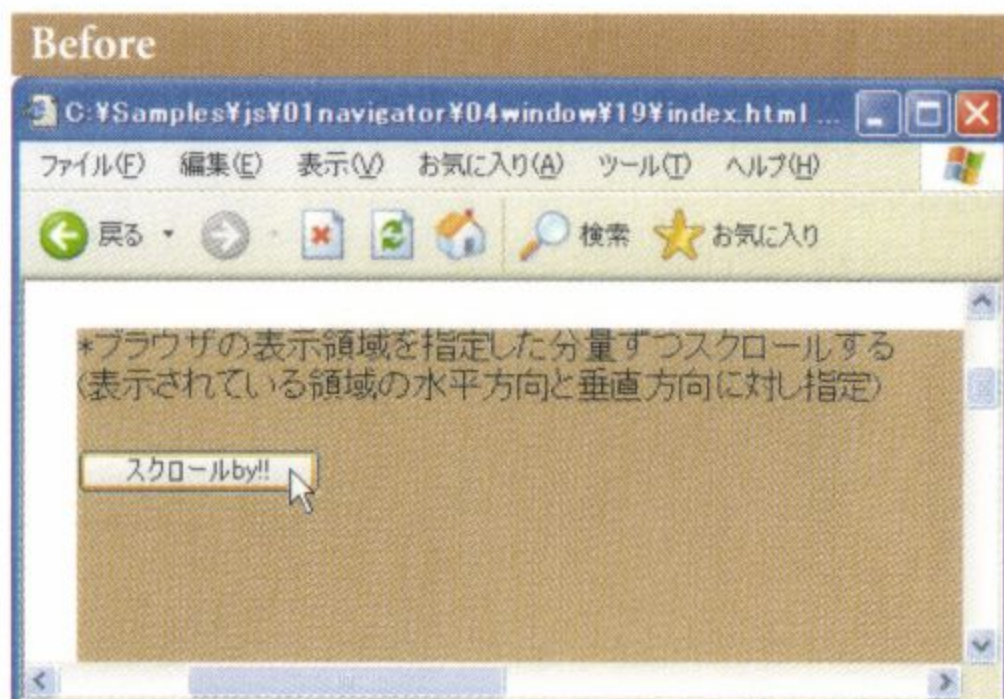 Before
C:¥Samples¥js¥01navigator¥04window¥19¥index.html ...
ファイル(F) 編集(E) 表示(V) お気に入り(A) ツール(T) ヘルプ(H)
戻る 検索 お気に入り
*ブラウザの表示領域を指定した分量ずつスクロールする
(表示されている領域の水平方向と垂直方向に対し指定)
スクロールby!!